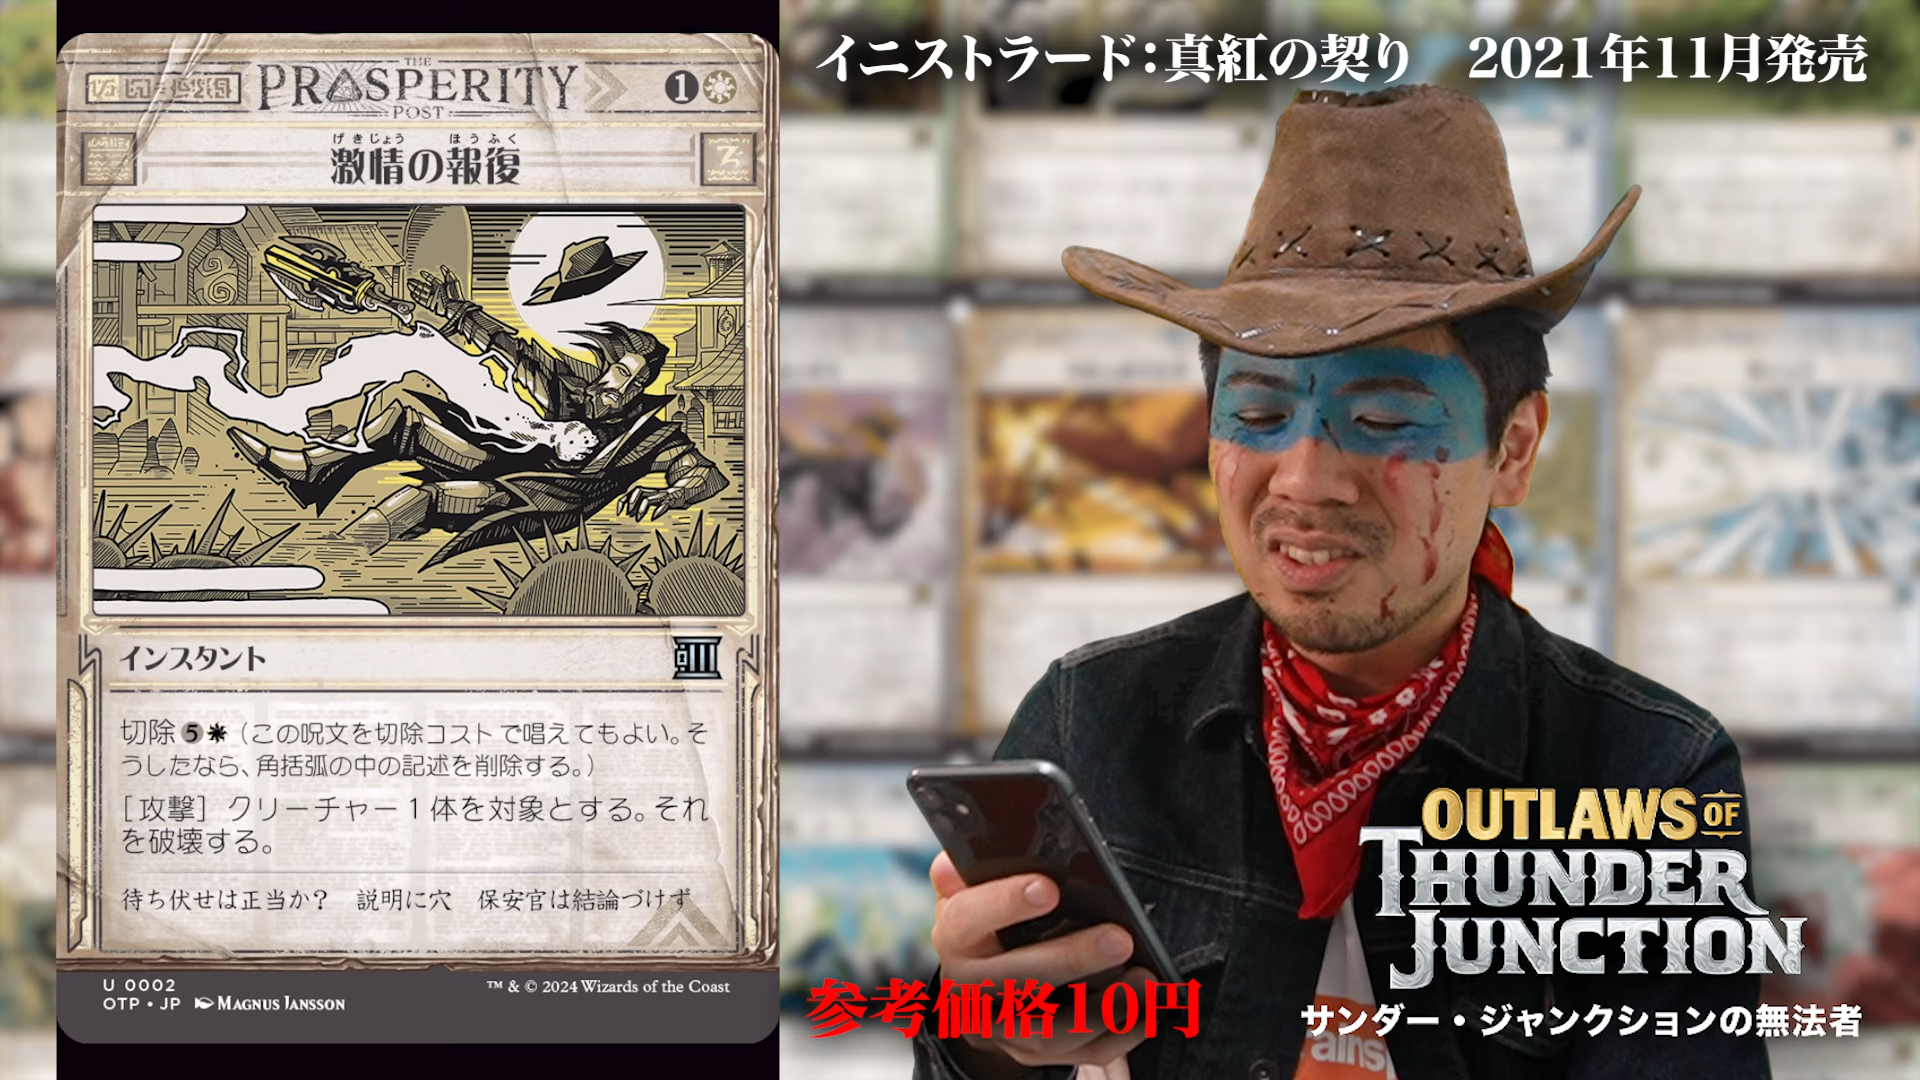 イニストラード：真紅の契り　2021年11月発売
THE
PROSPERITY
POST
1
げきじょう　ほうふく
激情の報復
インスタント
切除5（この呪文を切除コストで唱えてもよい。そ
うしたなら、角括弧の中の記述を削除する。）
［攻撃］クリーチャー１体を対象とする。それ
を破壊する。
待ち伏せは正当か？　説明に穴　保安官は結論づけず
U 0002
OTP • JP MAGNUS JANSSON
™ & © 2024 Wizards of the Coast
参考価格10円
OUTLAWS OF
THUNDER
JUNCTION
サンダー・ジャンクションの無法者